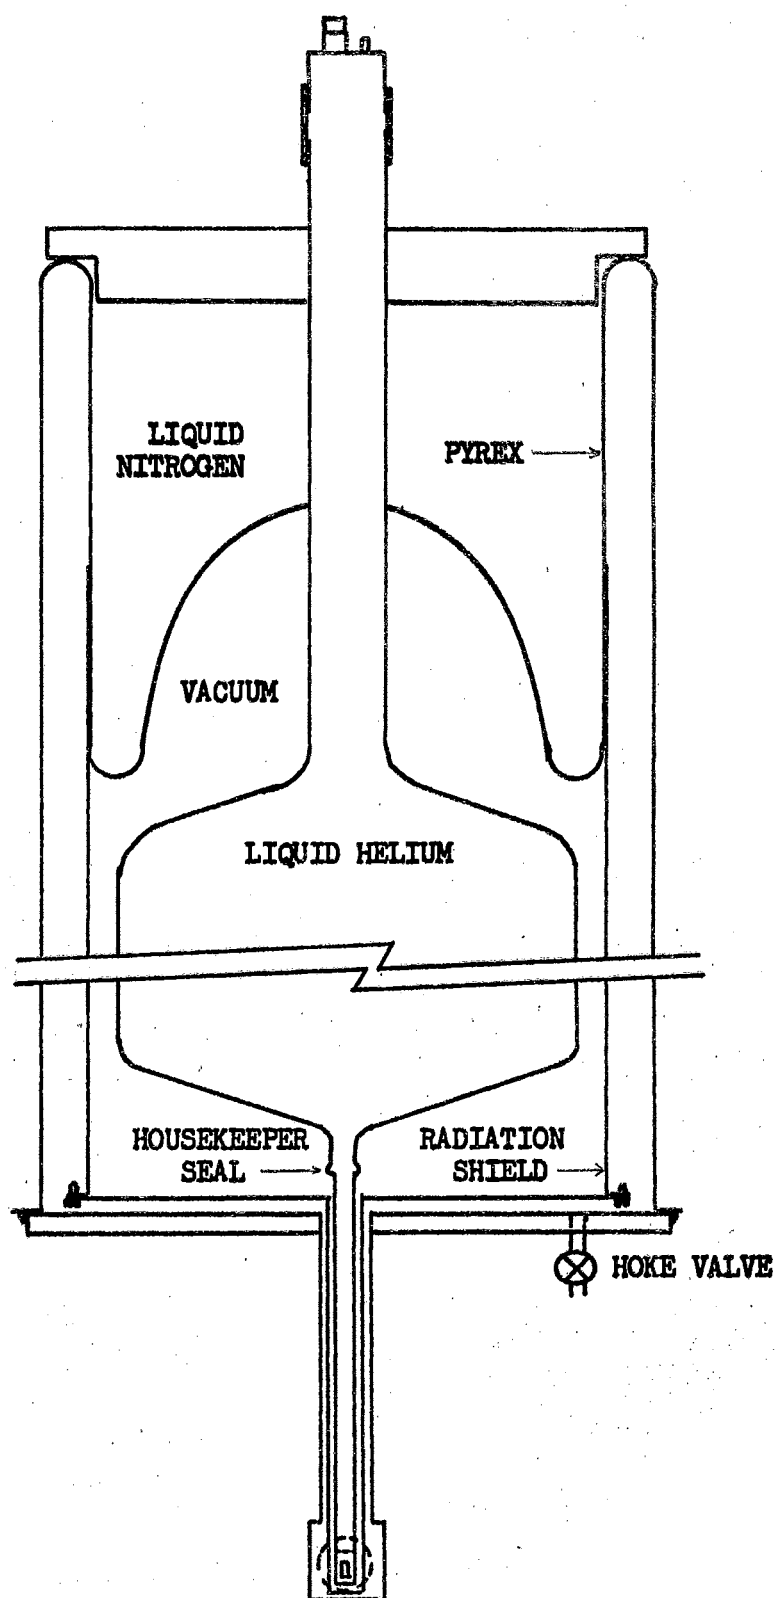 LIQUID
NITROGEN
PYREX
VACUUM
LIQUID HELIUM
HOUSEKEEPER
SEAL
RADIATION
SHIELD
HOKE VALVE